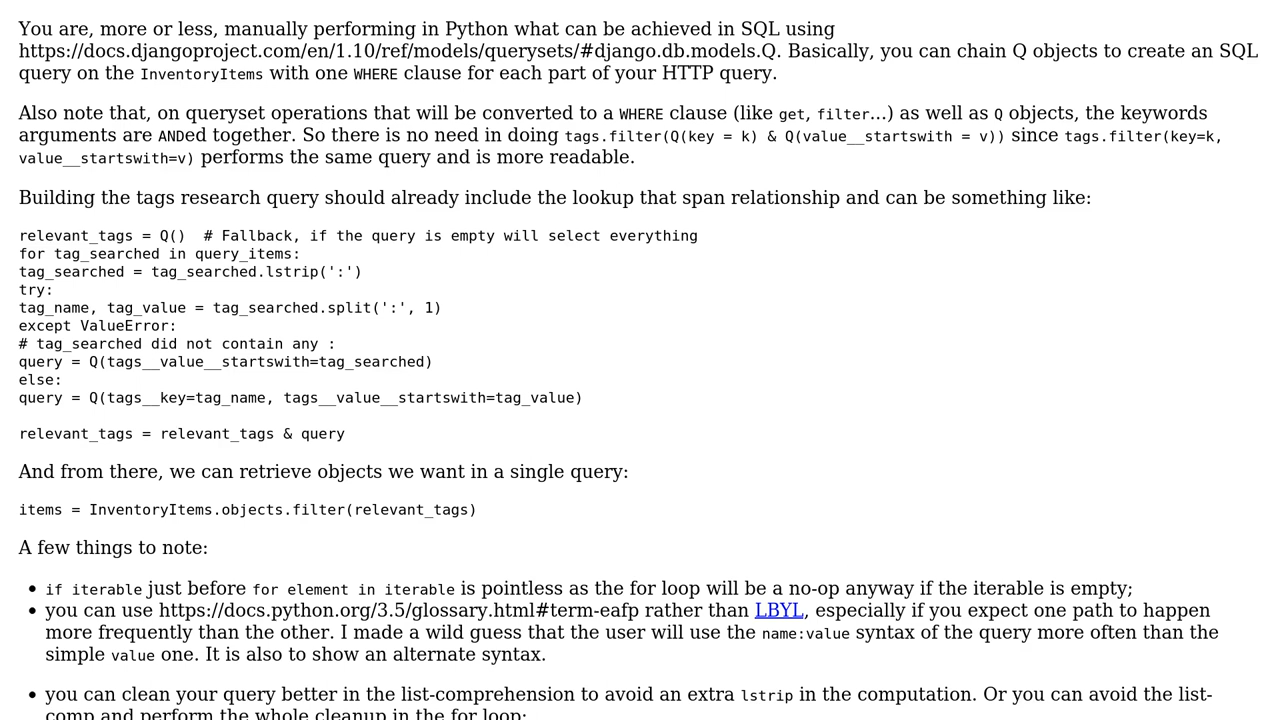 You are, more or less, manually performing in Python what can be achieved in SQL using
https://docs.djangoproject.com/en/1.10/ref/models/querysets/#django.db.models.Q. Basically, you can chain Q objects to create an SQL
query on the InventoryItems with one WHERE clause for each part of your HTTP query.
Also note that, on queryset operations that will be converted to a WHERE clause (like get, filter...) as well as Q objects, the keywords
arguments are ANDed together. So there is no need in doing tags.filter(Q(key = k) & Q(value__startswith = v)) since tags.filter(key=k,
value__startswith=v) performs the same query and is more readable.
Building the tags research query should already include the lookup that span relationship and can be something like:
relevant_tags = Q()  # Fallback, if the query is empty will select everything
for tag_searched in query_items:
tag_searched = tag_searched.lstrip(':')
try:
tag_name, tag_value = tag_searched.split(':', 1)
except ValueError:
# tag_searched did not contain any :
query = Q(tags__value__startswith=tag_searched)
else:
query = Q(tags__key=tag_name, tags__value__startswith=tag_value)
relevant_tags = relevant_tags & query
And from there, we can retrieve objects we want in a single query:
items = InventoryItems.objects.filter(relevant_tags)
A few things to note:
• if iterable just before for element in iterable is pointless as the for loop will be a no-op anyway if the iterable is empty;
• you can use https://docs.python.org/3.5/glossary.html#term-eafp rather than LBYL, especially if you expect one path to happen
more frequently than the other. I made a wild guess that the user will use the name:value syntax of the query more often than the
simple value one. It is also to show an alternate syntax.
• you can clean your query better in the list-comprehension to avoid an extra lstrip in the computation. Or you can avoid the list-
comp and perform the whole cleanup in the for loop: